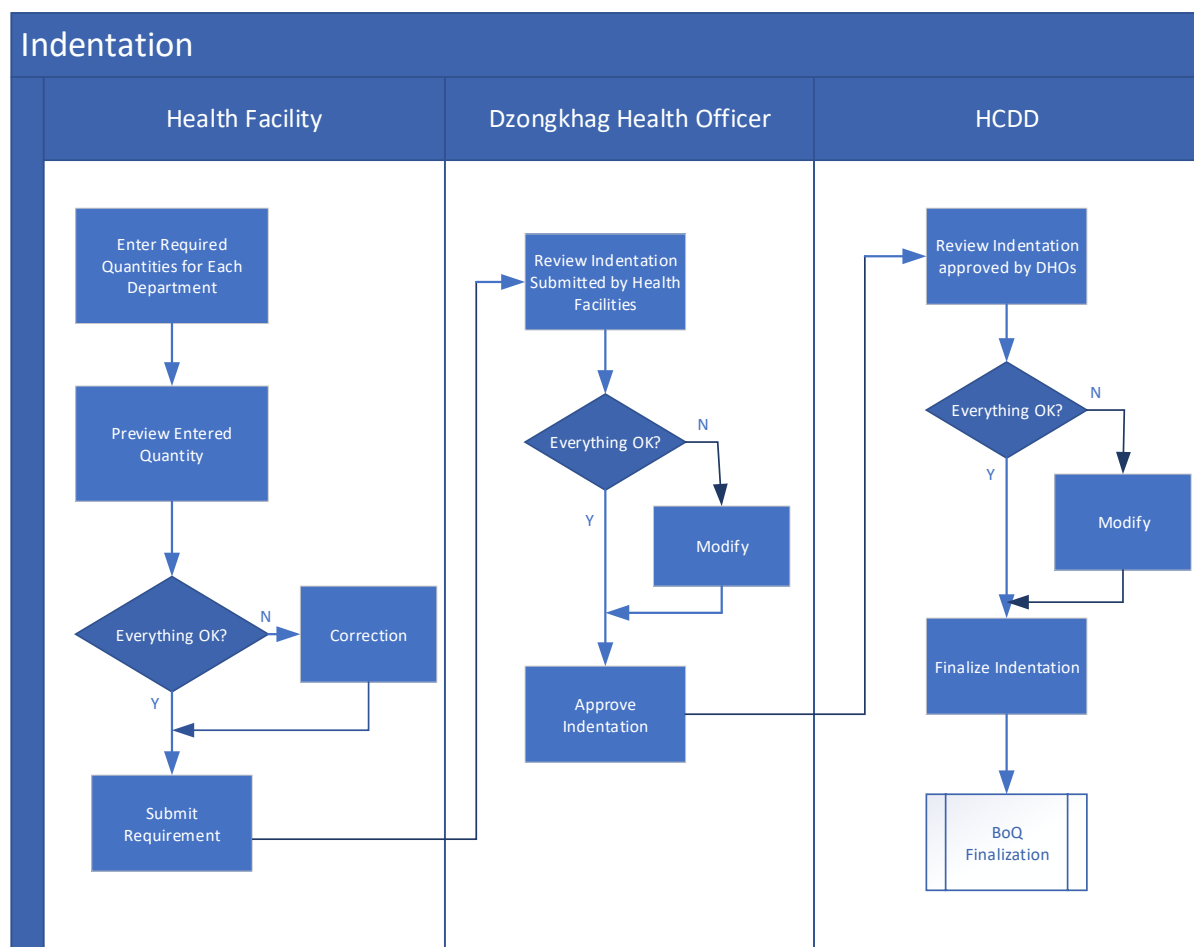 Indentation
Health Facility
Dzongkhag Health Officer
HCDD
Enter Required
Quantities for Each
Department
Preview Entered
Quantity
Everything OK?
N
Correction
Y
Submit
Requirement
Review Indentation
Submitted by Health
Facilities
Everything OK?
N
Y
Modify
Approve
Indentation
Review Indentation
approved by DHOs
Everything OK?
N
Y
Modify
Finalize Indentation
BoQ
Finalization